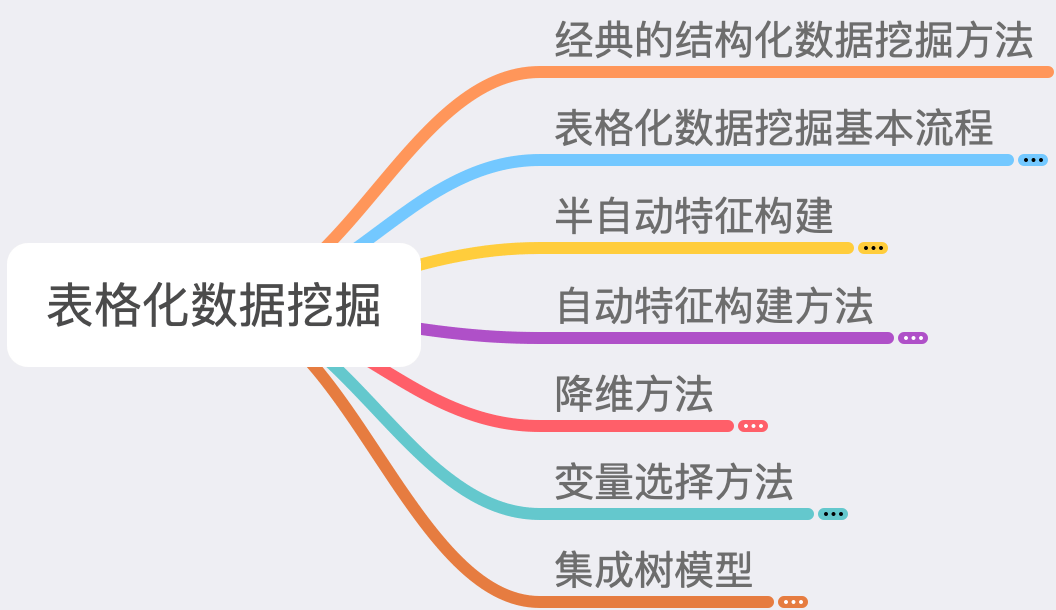 经典的结构化数据挖掘方法
表格化数据挖掘基本流程
半自动特征构建
表格化数据挖掘
自动特征构建方法
降维方法
变量选择方法
集成树模型